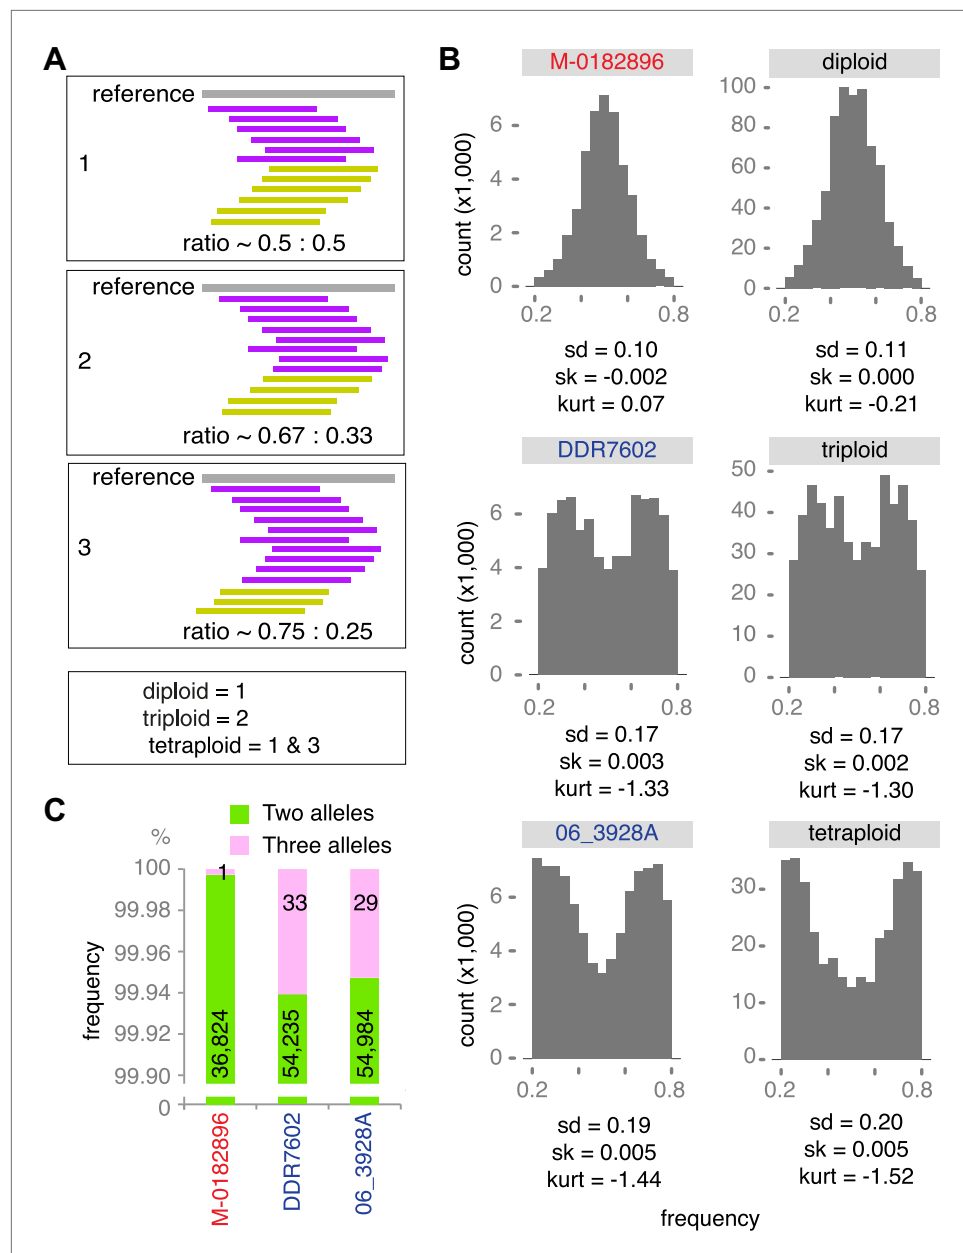 A
reference
1
ratio ~ 0.5 : 0.5
reference
2
ratio ~ 0.67 : 0.33
reference
3
ratio ~ 0.75 : 0.25
diploid = 1
triploid = 2
tetraploid = 1 & 3
B
M-0182896
count (x1,000)
6
4
2
0
0.2
0.8
sd = 0.10
sk = -0.002
kurt = 0.07
diploid
100
80
60
40
20
0
0.2
0.8
sd = 0.11
sk = 0.000
kurt = -0.21
DDR7602
count (x1,000)
6
4
2
0
0.2
0.8
sd = 0.17
sk = 0.003
kurt = -1.33
triploid
50
40
30
20
10
0
0.2
0.8
sd = 0.17
sk = 0.002
kurt = -1.30
06_3928A
count (x1,000)
6
4
2
0
0.2
0.8
sd = 0.19
sk = 0.005
kurt = -1.44
tetraploid
30
20
10
0
0.2
0.8
sd = 0.20
sk = 0.005
kurt = -1.52
frequency
C
Two alleles
Three alleles
%
100
99.98
99.96
99.94
99.92
99.90
0
frequency
1
33
29
36,824
54,235
54,984
M-0182896
DDR7602
06_3928A